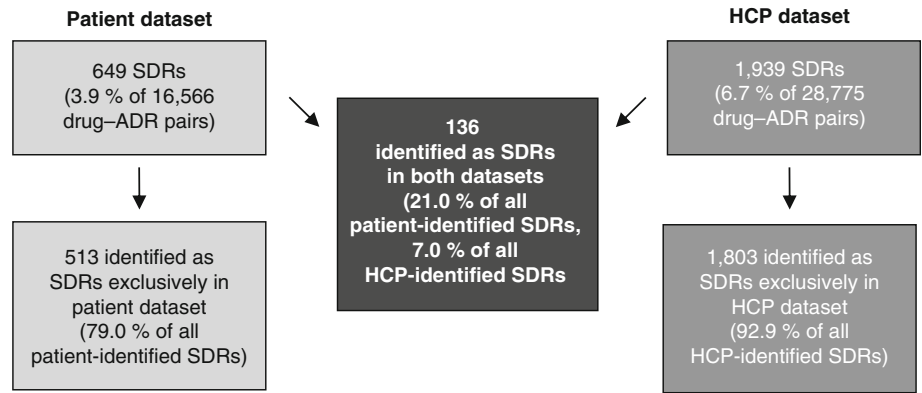 Patient dataset
649 SDRs
(3.9 % of 16,566
drug–ADR pairs)
513 identified as
SDRs exclusively in
patient dataset
(79.0 % of all
patient-identified SDRs)
136
identified as SDRs
in both datasets
(21.0 % of all
patient-identified SDRs,
7.0 % of all
HCP-identified SDRs
HCP dataset
1,939 SDRs
(6.7 % of 28,775
drug–ADR pairs)
1,803 identified as
SDRs exclusively in
HCP dataset
(92.9 % of all
HCP-identified SDRs)